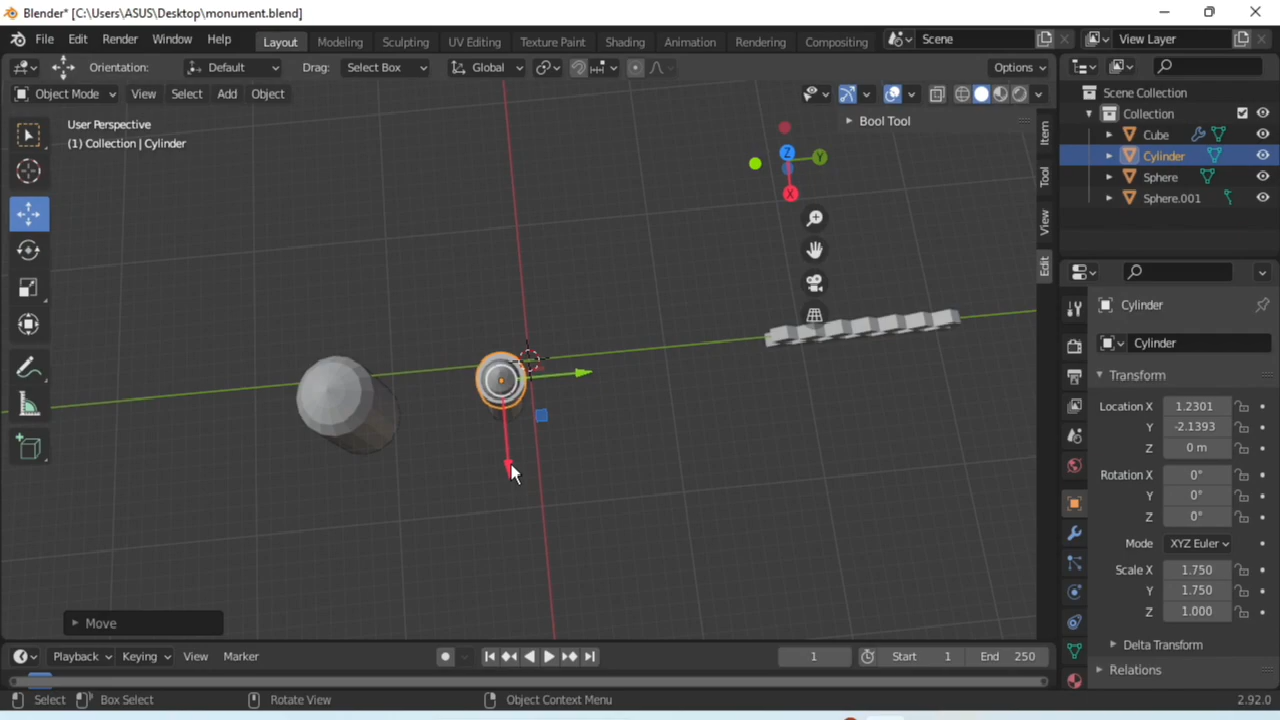 Blender* [C:\Users\ASUS\Desktop\monument.blend]
File Edit Render Window Help
Layout Modeling Sculpting UV Editing Texture Paint Shading Animation Rendering Compositing
Scene
View Layer
Orientation: Default Drag: Select Box Global Options
Object Mode View Select Add Object
User Perspective
(1) Collection | Cylinder
Bool Tool
Z
Y
X
Item
Tool
View
Edit
Move
Scene Collection
Collection
Cube
Cylinder
Sphere
Sphere.001
Cylinder
Cylinder
Transform
Location X 1.2301
Y -2.1393
Z 0 m
Rotation X 0°
Y 0°
Z 0°
Mode XYZ Euler
Scale X 1.750
Y 1.750
Z 1.000
Delta Transform
Relations
Playback Keying View Marker 1 Start 1 End 250
Select Box Select Rotate View Object Context Menu 2.92.0